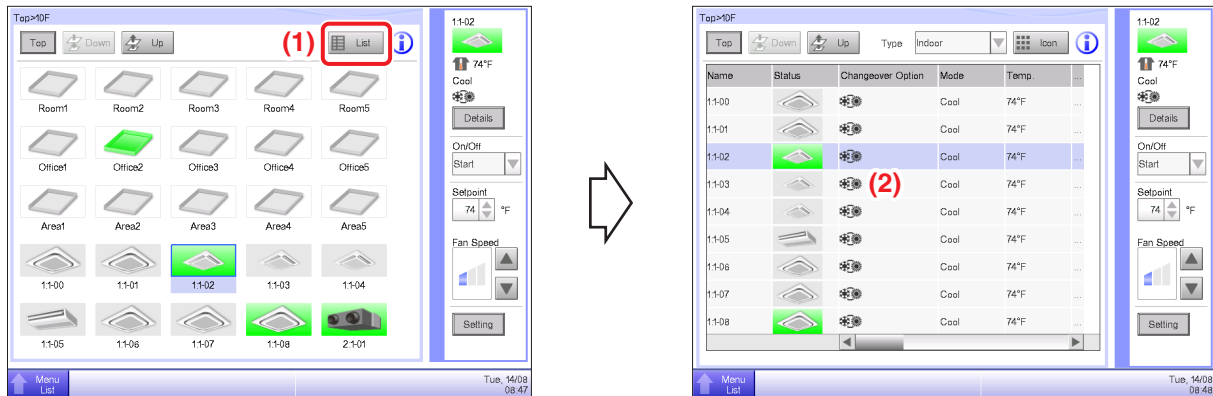 Top>10F
Top Down Up (1) List
Room1 Room2 Room3 Room4 Room5
Office1 Office2 Office3 Office4 Office5
Area1 Area2 Area3 Area4 Area5
1:1-00 1:1-01 1:1-02 1:1-03 1:1-04
1:1-05 1:1-06 1:1-07 1:1-08 2:1-01
1:1-02
74°F
Cool
Details
On/Off
Start
Setpoint
74 °F
Fan Speed
Setting
Menu
List
Tue, 14/08
08:47
Top>10F
Top Down Up Type Indoor Icon
Name Status Changeover Option Mode Temp. ...
1:1-00 Cool 74°F ...
1:1-01 Cool 74°F ...
1:1-02 Cool 74°F ...
1:1-03 (2) Cool 74°F ...
1:1-04 Cool 74°F ...
1:1-05 Cool 74°F ...
1:1-06 Cool 74°F ...
1:1-07 Cool 74°F ...
1:1-08 Cool 74°F ...
1:1-02
74°F
Cool
Details
On/Off
Start
Setpoint
74 °F
Fan Speed
Setting
Menu
List
Tue, 14/08
08:48